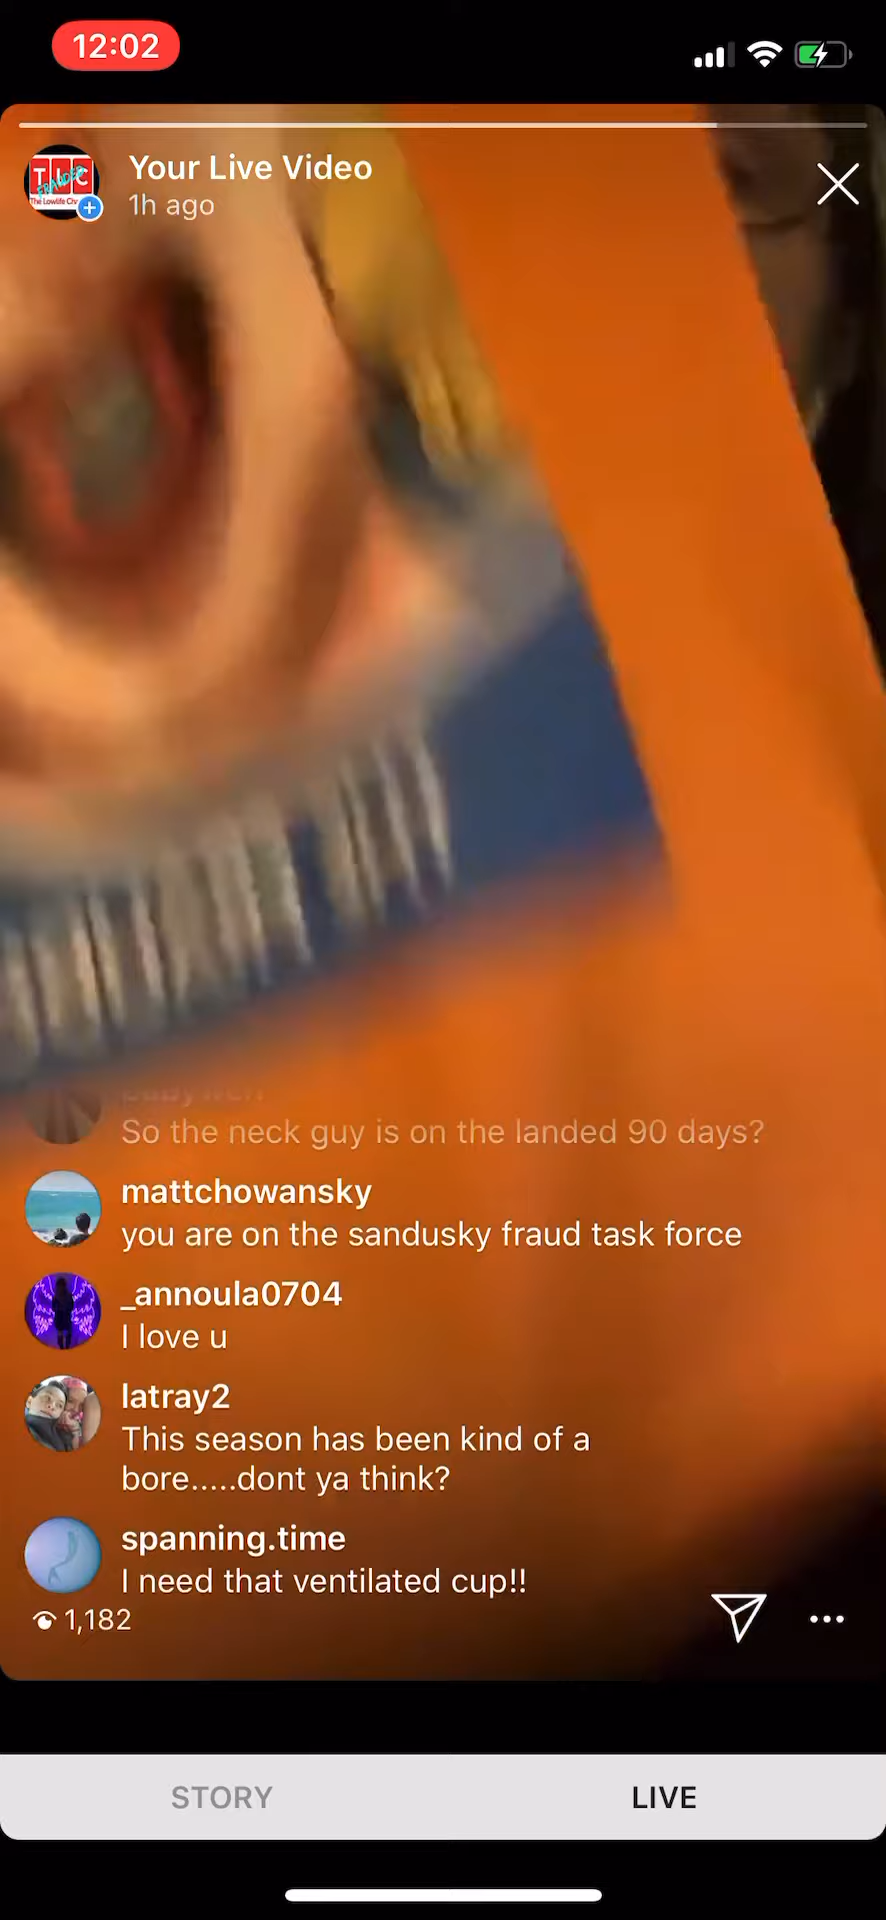 12:02
Your Live Video
1h ago
TLC
FRAUDED
So the neck guy is on the landed 90 days?
mattchowansky
you are on the sandusky fraud task force
_annoula0704
I love u
latray2
This season has been kind of a
bore.....dont ya think?
spanning.time
I need that ventilated cup!!
1,182
STORY
LIVE